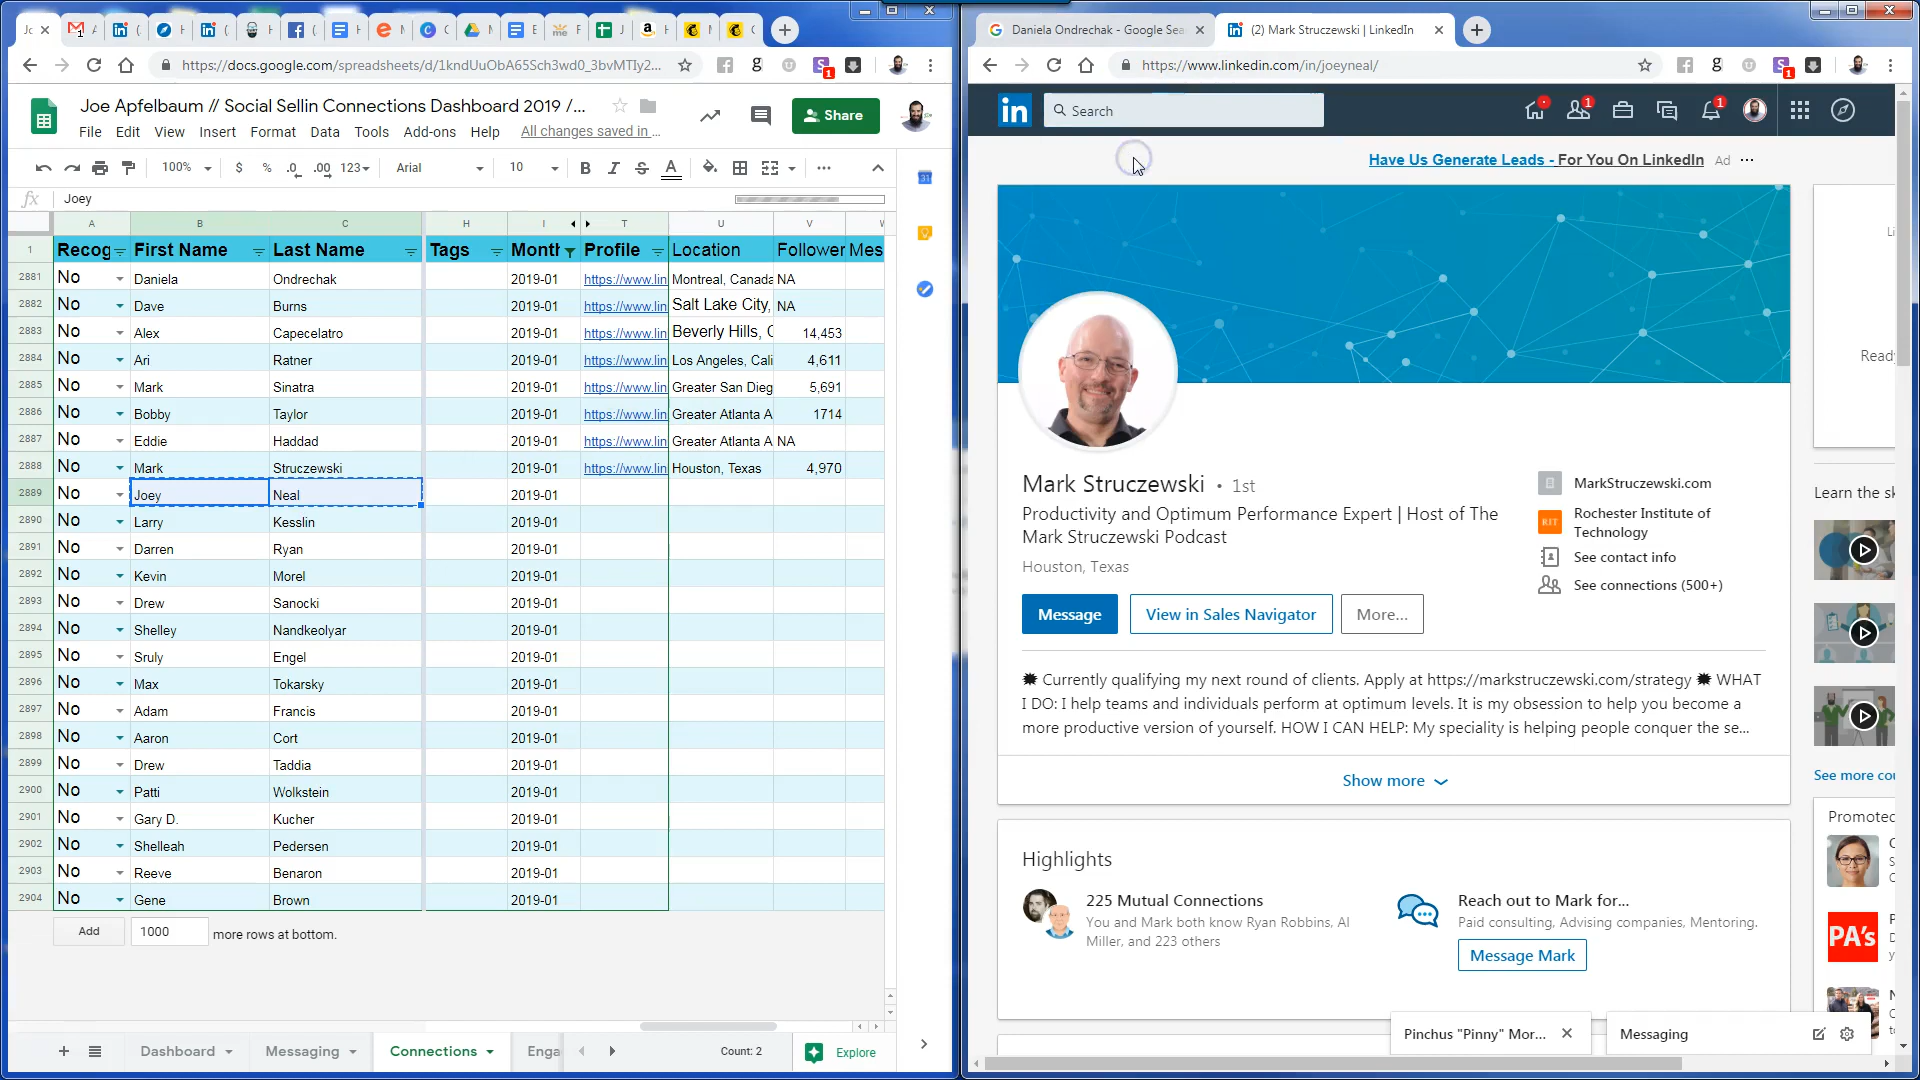 Daniela Ondrechak - Google Sea
(2) Mark Struczewski | LinkedIn
https://docs.google.com/spreadsheets/d/1kndUuObA65Sch3wd0_3bvMTIy2...
https://www.linkedin.com/in/joeyneal/
Joe Apfelbaum // Social Sellin Connections Dashboard 2019 /...
Share
File Edit View Insert Format Data Tools Add-ons Help All changes saved in ...
100% $ % .0 .00 123 Arial 10 B I S A ...
fx Joey
A B C H I T U V
1 Recog First Name Last Name Tags Month Profile Location Follower Mes
2881 No Daniela Ondrechak 2019-01 https://www.lin Montreal, Canada NA
2882 No Dave Burns 2019-01 https://www.lin Salt Lake City, NA
2883 No Alex Capecelatro 2019-01 https://www.lin Beverly Hills, C 14,453
2884 No Ari Ratner 2019-01 https://www.lin Los Angeles, Cali 4,611
2885 No Mark Sinatra 2019-01 https://www.lin Greater San Dieg 5,691
2886 No Bobby Taylor 2019-01 https://www.lin Greater Atlanta A 1714
2887 No Eddie Haddad 2019-01 https://www.lin Greater Atlanta A NA
2888 No Mark Struczewski 2019-01 https://www.lin Houston, Texas 4,970
2889 No Joey Neal 2019-01
2890 No Larry Kesslin 2019-01
2891 No Darren Ryan 2019-01
2892 No Kevin Morel 2019-01
2893 No Drew Sanocki 2019-01
2894 No Shelley Nandkeolyar 2019-01
2895 No Sruly Engel 2019-01
2896 No Max Tokarsky 2019-01
2897 No Adam Francis 2019-01
2898 No Aaron Cort 2019-01
2899 No Drew Taddia 2019-01
2900 No Patti Wolkstein 2019-01
2901 No Gary D. Kucher 2019-01
2902 No Shelleah Pedersen 2019-01
2903 No Reeve Benaron 2019-01
2904 No Gene Brown 2019-01
Add 1000 more rows at bottom.
Dashboard Messaging Connections Enga Count: 2 Explore
in Search
Have Us Generate Leads - For You On LinkedIn Ad ...
Mark Struczewski • 1st
Productivity and Optimum Performance Expert | Host of The
Mark Struczewski Podcast
Houston, Texas
Message View in Sales Navigator More...
MarkStruczewski.com
RIT Rochester Institute of
Technology
See contact info
See connections (500+)
✹ Currently qualifying my next round of clients. Apply at https://markstruczewski.com/strategy ✹ WHAT
I DO: I help teams and individuals perform at optimum levels. It is my obsession to help you become a
more productive version of yourself. HOW I CAN HELP: My speciality is helping people conquer the se...
Show more
Highlights
225 Mutual Connections
You and Mark both know Ryan Robbins, Al
Miller, and 223 others
Reach out to Mark for...
Paid consulting, Advising companies, Mentoring.
Message Mark
Li
Ready
Learn the sk
See more cou
Promoted
PA's
Pinchus "Pinny" Mor...
Messaging